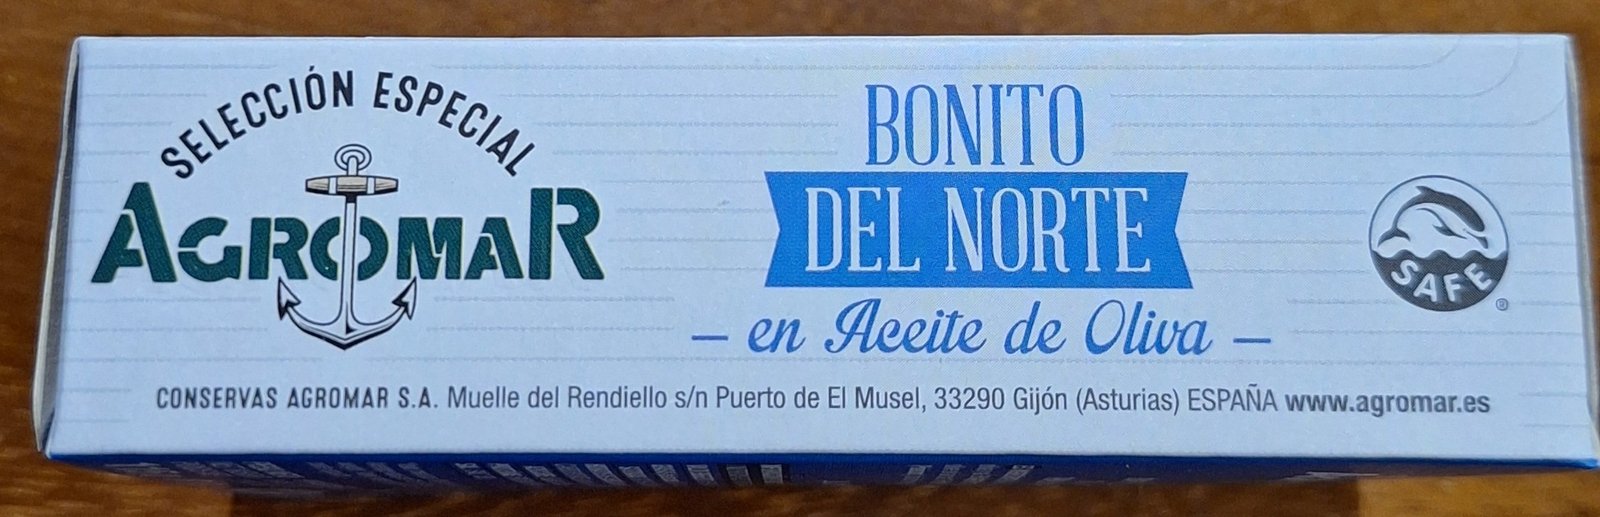 SELECCIÓN ESPECIAL
AGROMAR
BONITO
DEL NORTE
– en Aceite de Oliva –
SAFE
®
CONSERVAS AGROMAR S.A. Muelle del Rendiello s/n Puerto de El Musel, 33290 Gijón (Asturias) ESPAÑA www.agromar.es